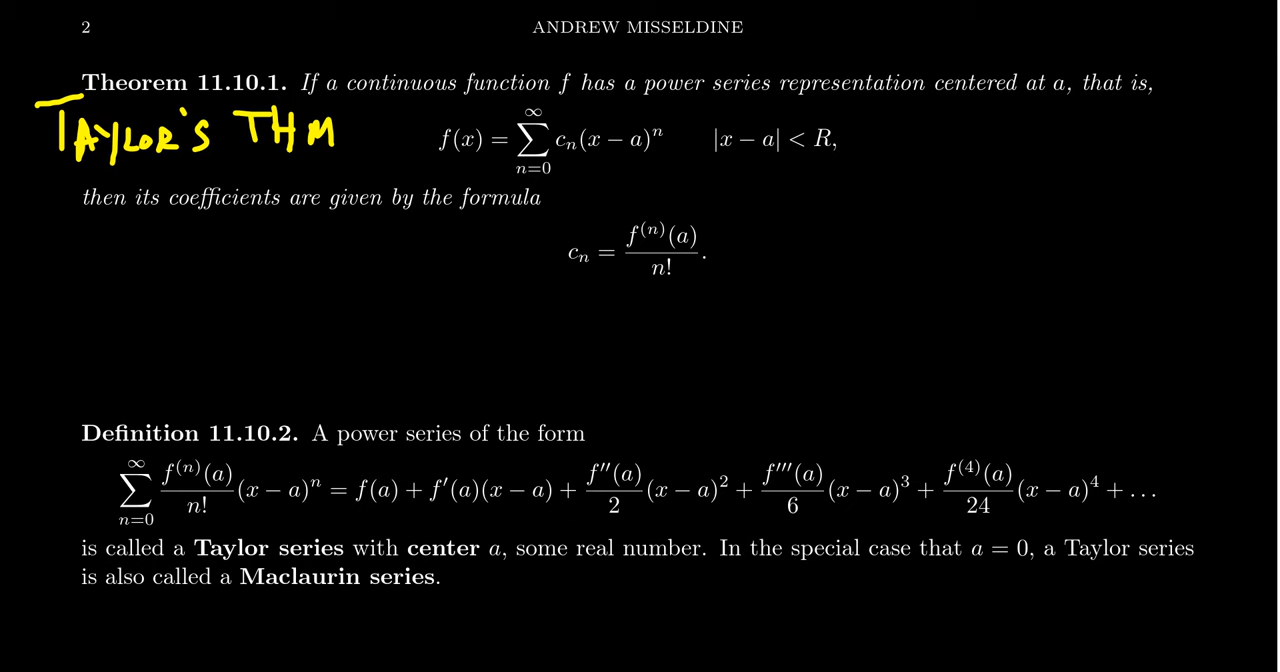 2
ANDREW MISSELDINE
Theorem 11.10.1. If a continuous function f has a power series representation centered at a, that is,
TAYLOR'S THM
f(x) = ∑_{n=0}^{∞} c_n(x − a)^n |x − a| < R,
then its coefficients are given by the formula
c_n = f^{(n)}(a) / n! .
Definition 11.10.2. A power series of the form
∑_{n=0}^{∞} f^{(n)}(a)/n! (x − a)^n = f(a) + f′(a)(x − a) + f″(a)/2 (x − a)^2 + f‴(a)/6 (x − a)^3 + f^{(4)}(a)/24 (x − a)^4 + …
is called a Taylor series with center a, some real number. In the special case that a = 0, a Taylor series
is also called a Maclaurin series.